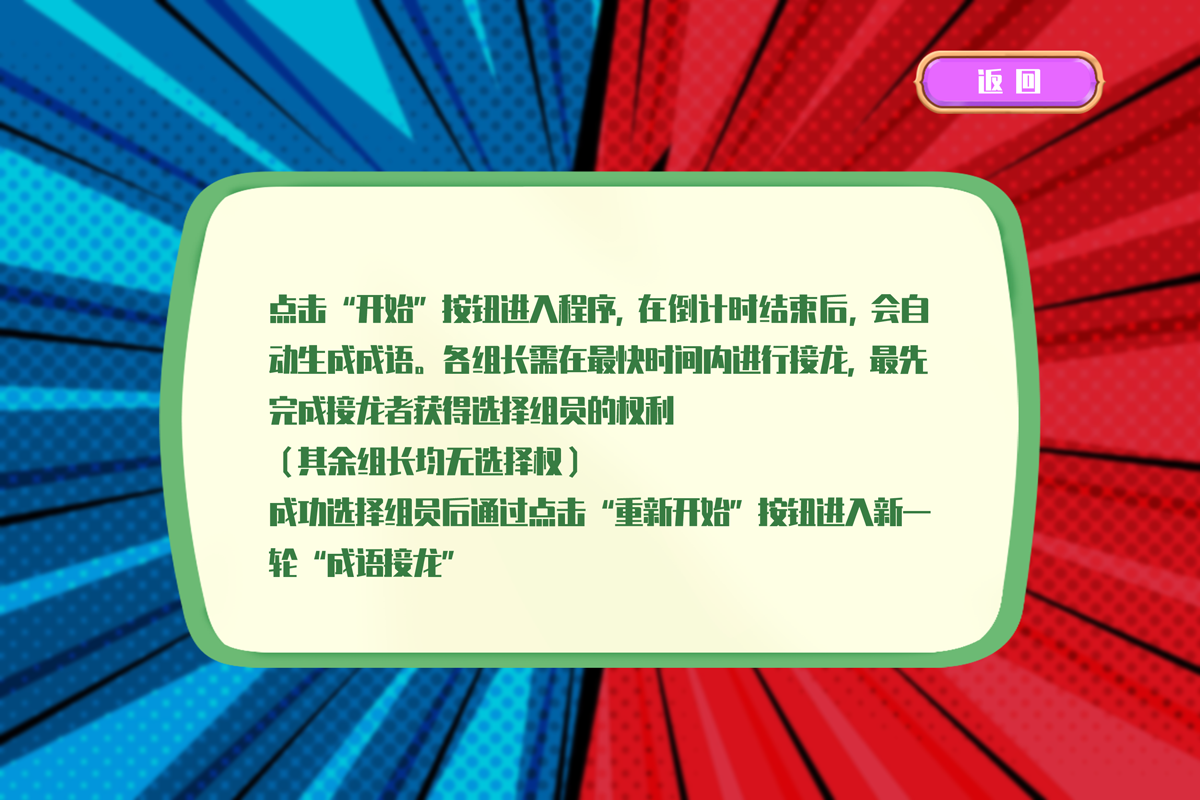 返 回
点击“开始”按钮进入程序，在倒计时结束后，会自
动生成成语。各组长需在最快时间内进行接龙，最先
完成接龙者获得选择组员的权利
（其余组长均无选择权）
成功选择组员后通过点击“重新开始”按钮进入新一
轮“成语接龙”